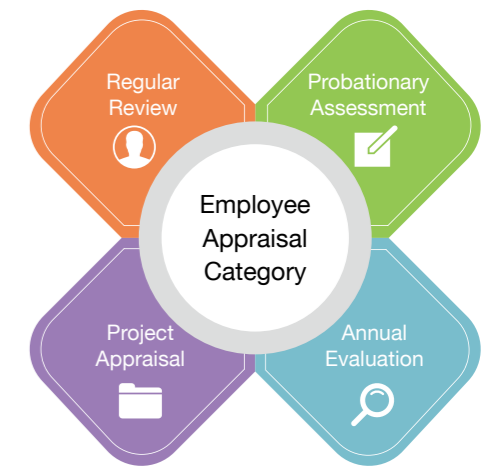 Regular
Review
Probationary
Assessment
Employee
Appraisal
Category
Project
Appraisal
Annual
Evaluation